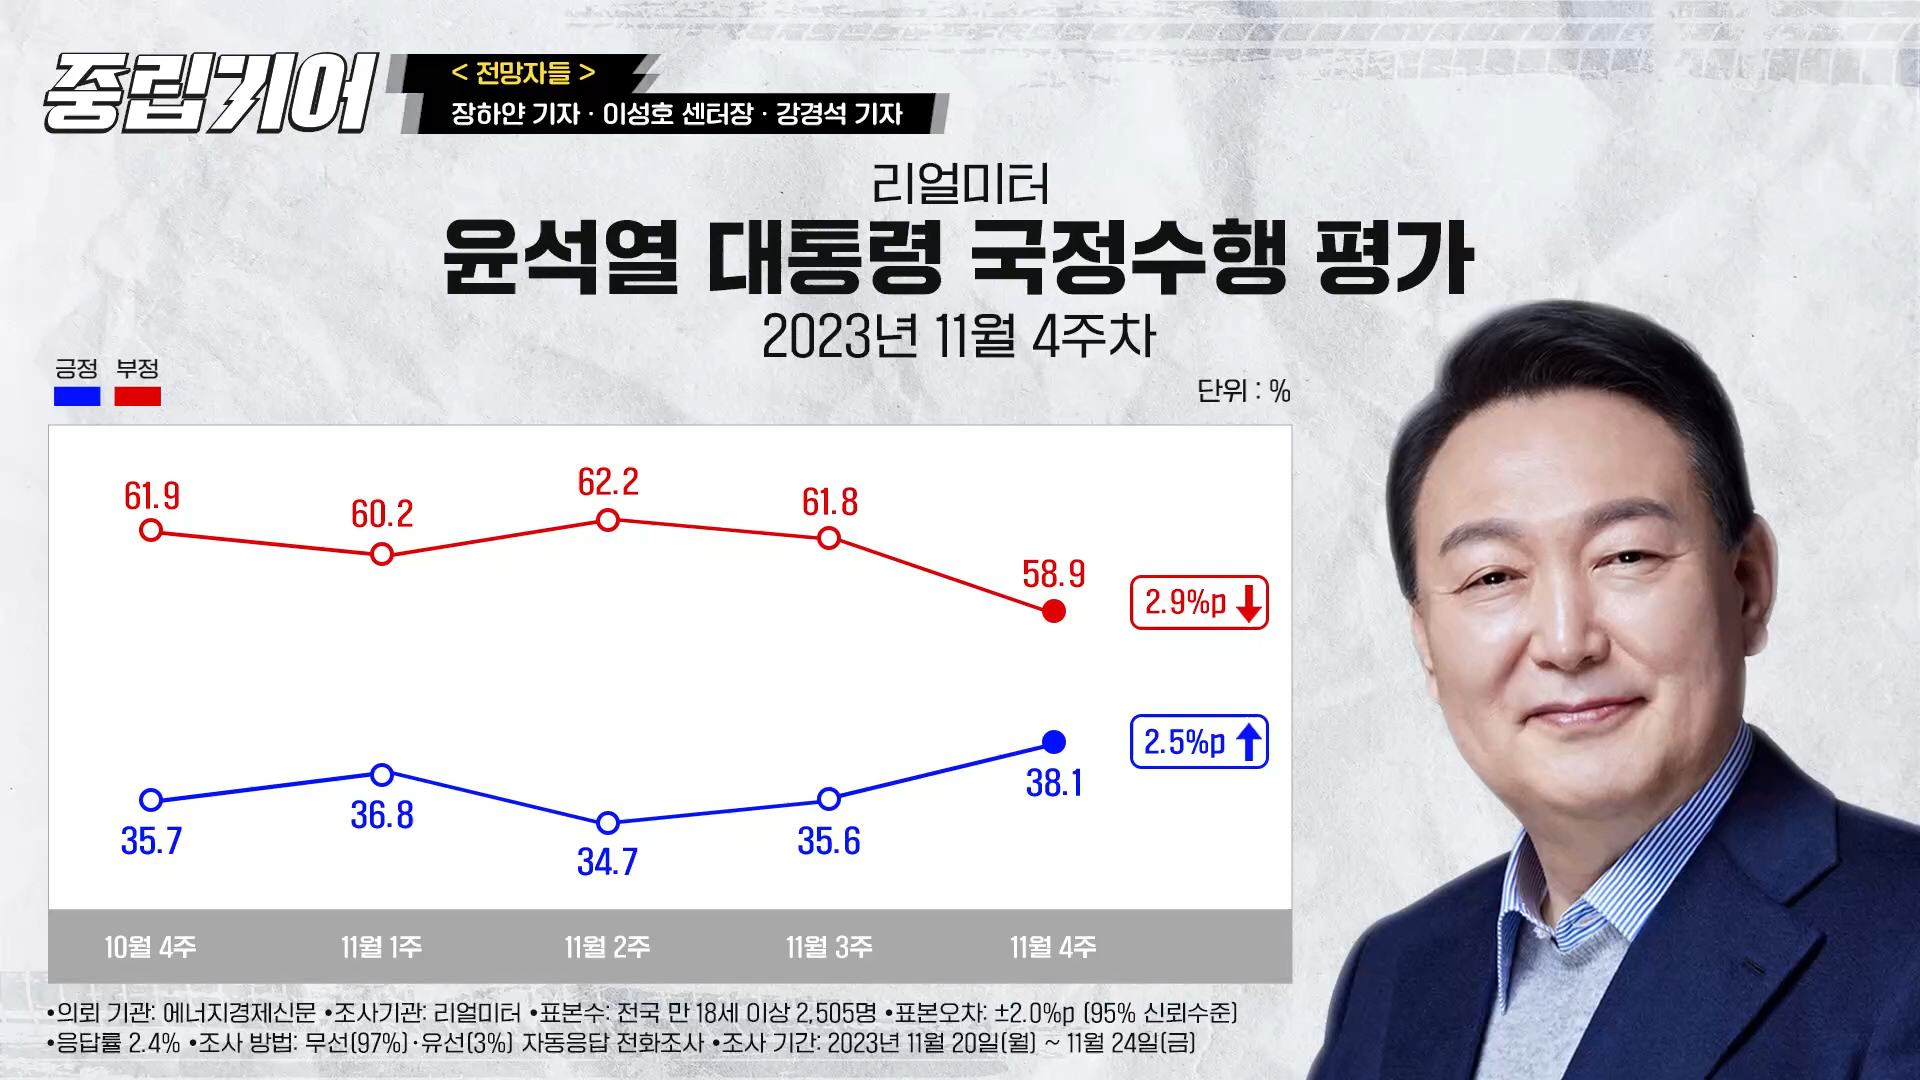 중립기어
< 전망자들 >
장하얀 기자 · 이성호 센터장 · 강경석 기자
리얼미터
윤석열 대통령 국정수행 평가
2023년 11월 4주차
긍정 부정
단위 : %
61.9 60.2 62.2 61.8 58.9
2.9%p
2.5%p
35.7 36.8 34.7 35.6 38.1
10월 4주 11월 1주 11월 2주 11월 3주 11월 4주
•의뢰 기관: 에너지경제신문 •조사기관: 리얼미터 •표본수: 전국 만 18세 이상 2,505명 •표본오차: ±2.0%p (95% 신뢰수준)
•응답률 2.4% •조사 방법: 무선(97%)·유선(3%) 자동응답 전화조사 •조사 기간: 2023년 11월 20일(월) ~ 11월 24일(금)